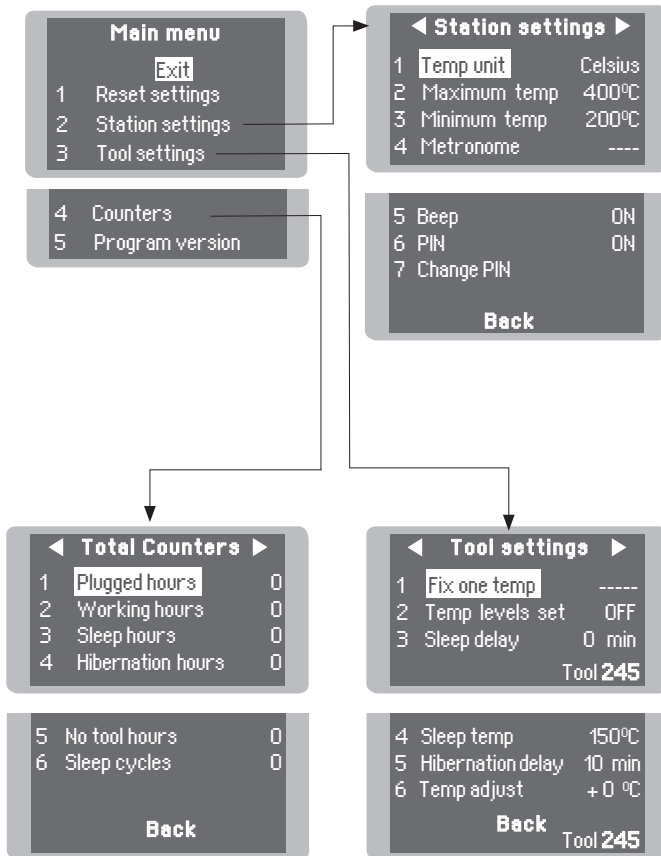 Main menu
Exit
1 Reset settings
2 Station settings
3 Tool settings
4 Counters
5 Program version
◀ Station settings ▶
1 Temp unit Celsius
2 Maximum temp 400ºC
3 Minimum temp 200ºC
4 Metronome ----
5 Beep ON
6 PIN ON
7 Change PIN
Back
◀ Total Counters ▶
1 Plugged hours 0
2 Working hours 0
3 Sleep hours 0
4 Hibernation hours 0
5 No tool hours 0
6 Sleep cycles 0
Back
◀ Tool settings ▶
1 Fix one temp -----
2 Temp levels set OFF
3 Sleep delay 0 min
Tool 245
4 Sleep temp 150ºC
5 Hibernation delay 10 min
6 Temp adjust +0 ºC
Back
Tool 245